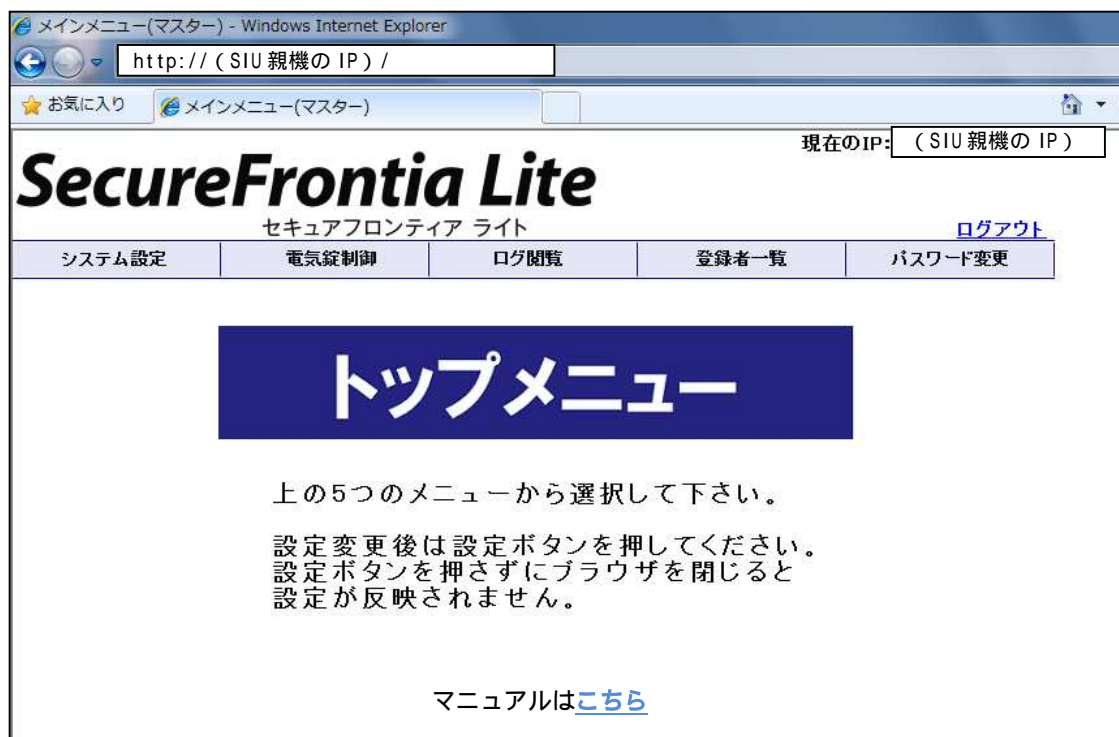 メインメニュー(マスター) - Windows Internet Explorer
http://(SIU親機のIP)/
お気に入り メインメニュー(マスター)
現在のIP: (SIU親機のIP)
SecureFrontia Lite
セキュアフロンティア ライト
ログアウト
システム設定 電気錠制御 ログ閲覧 登録者一覧 パスワード変更
トップメニュー
上の5つのメニューから選択して下さい。
設定変更後は設定ボタンを押してください。
設定ボタンを押さずにブラウザを閉じると
設定が反映されません。
マニュアルはこちら